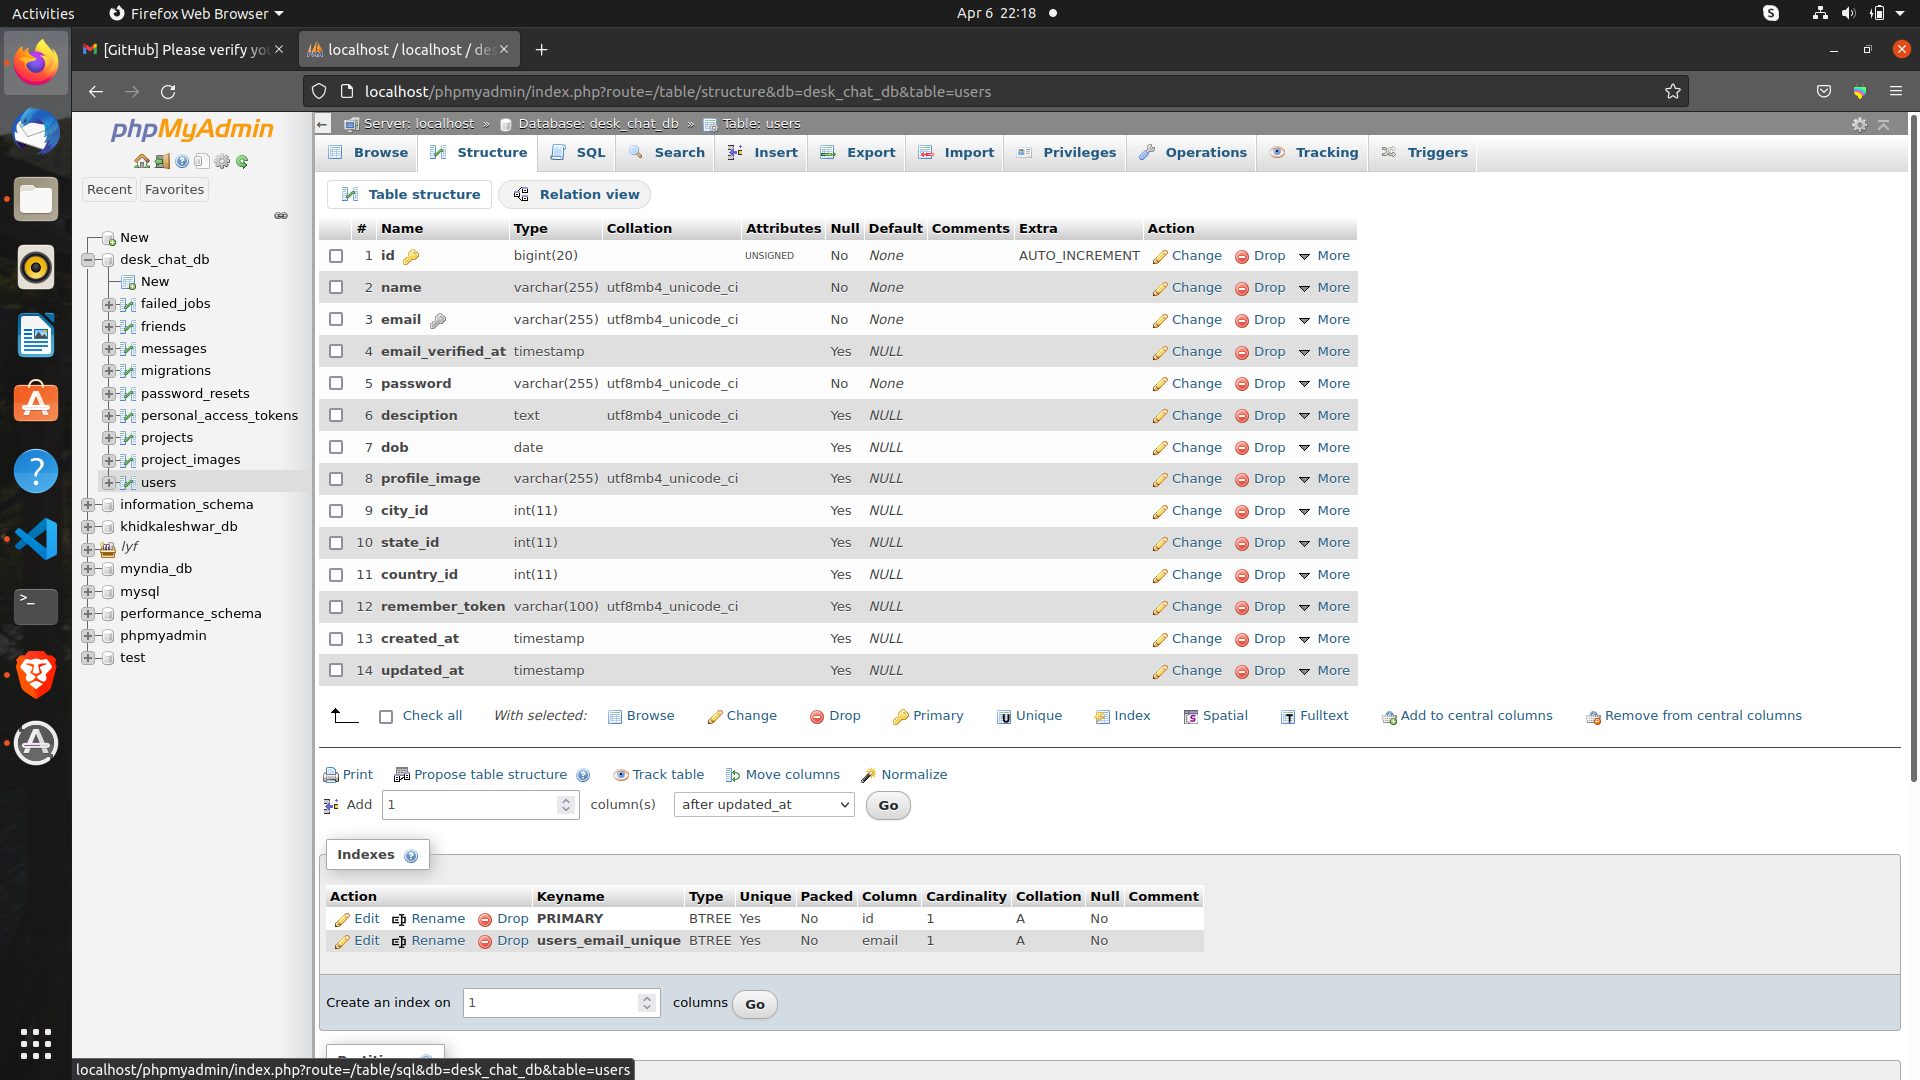 Activities
Firefox Web Browser
Apr 6 22:18
[GitHub] Please verify yo
localhost / localhost / des
localhost/phpmyadmin/index.php?route=/table/structure&db=desk_chat_db&table=users
phpMyAdmin
Recent
Favorites
New
desk_chat_db
New
failed_jobs
friends
messages
migrations
password_resets
personal_access_tokens
projects
project_images
users
information_schema
khidkaleshwar_db
lyf
myndia_db
mysql
performance_schema
phpmyadmin
test
Server: localhost » Database: desk_chat_db » Table: users
Browse Structure SQL Search Insert Export Import Privileges Operations Tracking Triggers
Table structure Relation view
# Name Type Collation Attributes Null Default Comments Extra Action
1 id bigint(20) UNSIGNED No None AUTO_INCREMENT Change Drop More
2 name varchar(255) utf8mb4_unicode_ci No None Change Drop More
3 email varchar(255) utf8mb4_unicode_ci No None Change Drop More
4 email_verified_at timestamp Yes NULL Change Drop More
5 password varchar(255) utf8mb4_unicode_ci No None Change Drop More
6 desciption text utf8mb4_unicode_ci Yes NULL Change Drop More
7 dob date Yes NULL Change Drop More
8 profile_image varchar(255) utf8mb4_unicode_ci Yes NULL Change Drop More
9 city_id int(11) Yes NULL Change Drop More
10 state_id int(11) Yes NULL Change Drop More
11 country_id int(11) Yes NULL Change Drop More
12 remember_token varchar(100) utf8mb4_unicode_ci Yes NULL Change Drop More
13 created_at timestamp Yes NULL Change Drop More
14 updated_at timestamp Yes NULL Change Drop More
Check all With selected: Browse Change Drop Primary Unique Index Spatial Fulltext Add to central columns Remove from central columns
Print Propose table structure Track table Move columns Normalize
Add 1 column(s) after updated_at Go
Indexes
Action Keyname Type Unique Packed Column Cardinality Collation Null Comment
Edit Rename Drop PRIMARY BTREE Yes No id 1 A No
Edit Rename Drop users_email_unique BTREE Yes No email 1 A No
Create an index on 1 columns Go
localhost/phpmyadmin/index.php?route=/table/sql&db=desk_chat_db&table=users